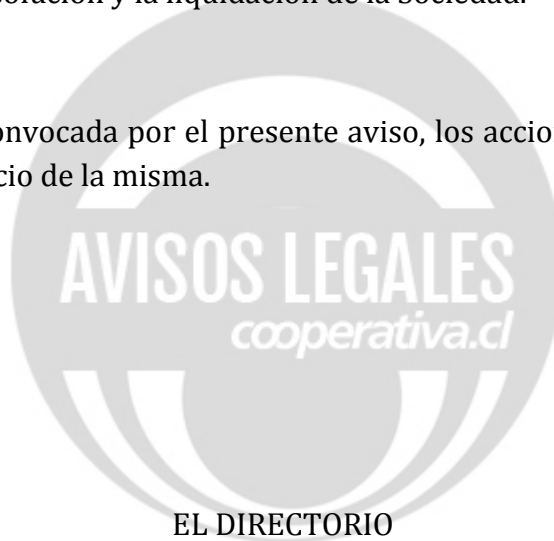 y la liquidación de la Sociedad.
onvocada por el presente aviso, los accio
cio de la misma.
AVISOS LEGALES
cooperativa.cl
EL DIRECTORIO